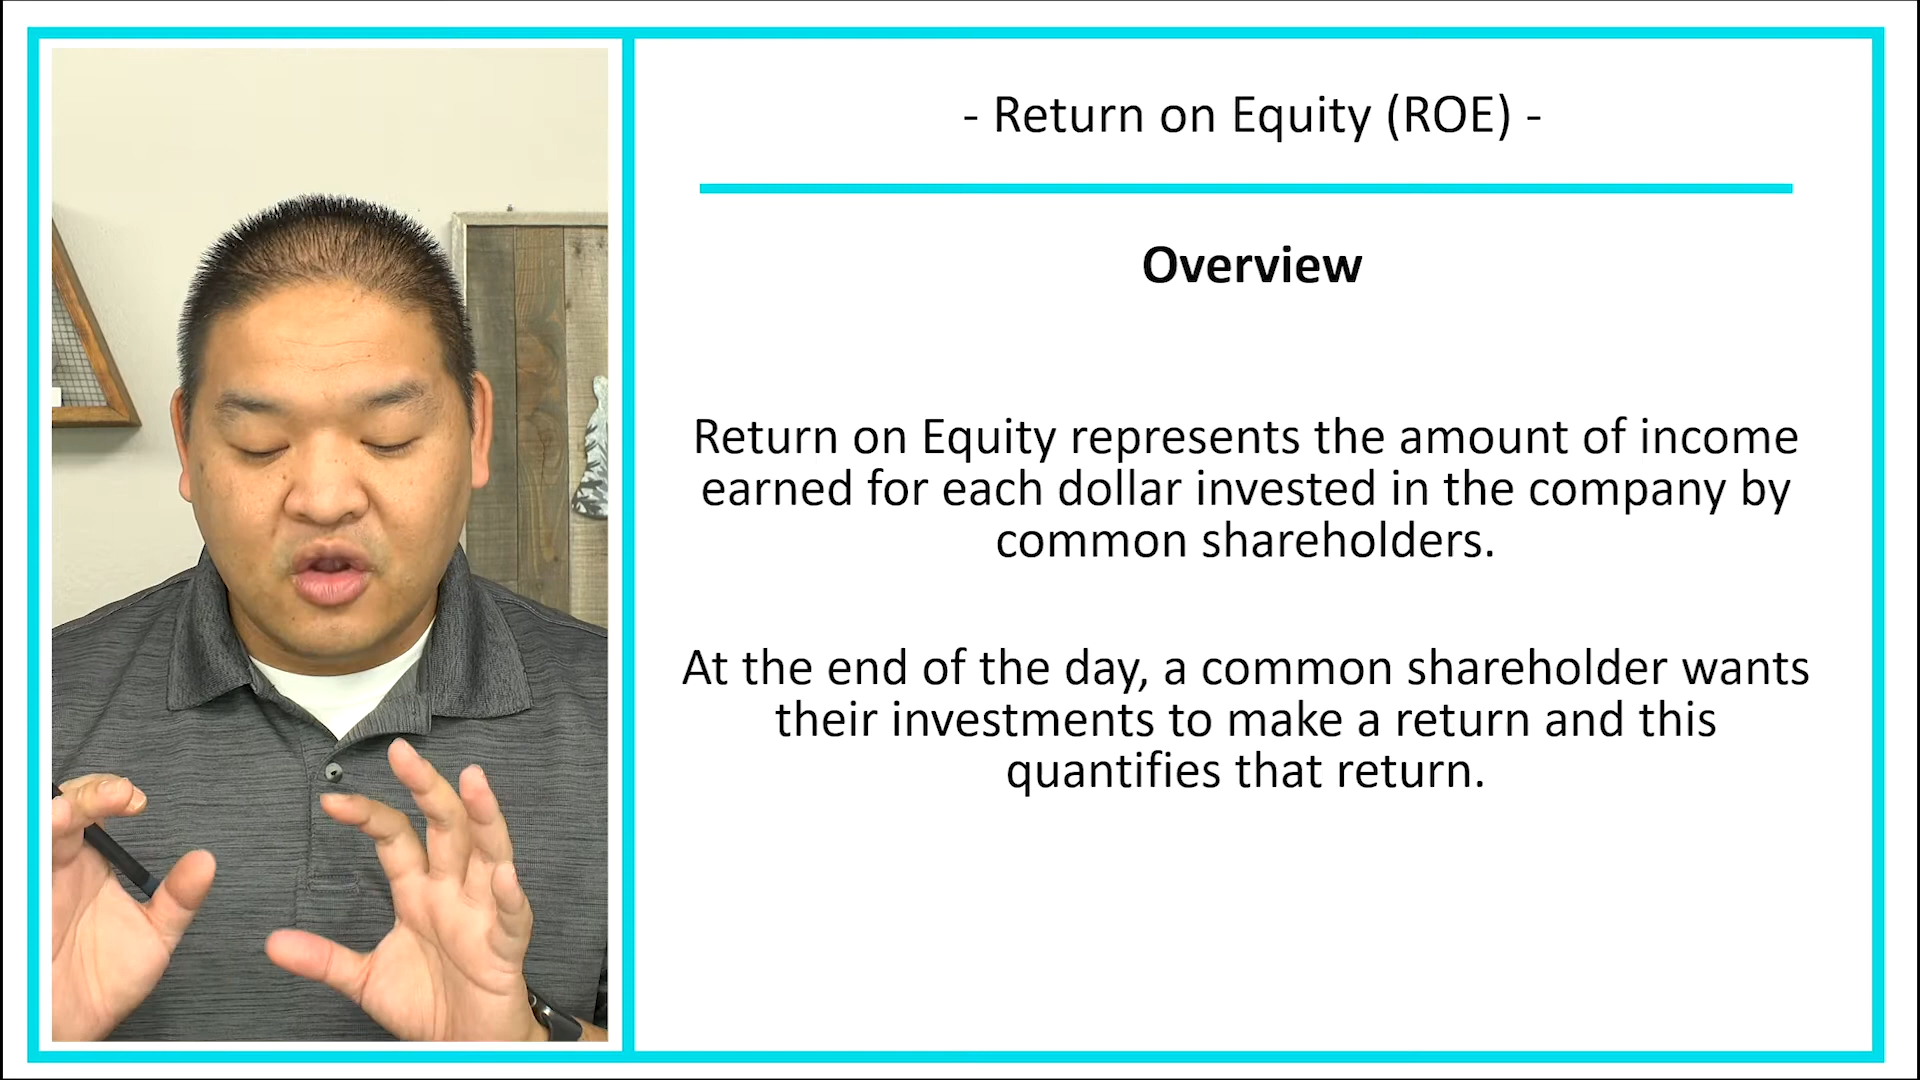 - Return on Equity (ROE) -
Overview
Return on Equity represents the amount of income
earned for each dollar invested in the company by
common shareholders.
At the end of the day, a common shareholder wants
their investments to make a return and this
quantifies that return.